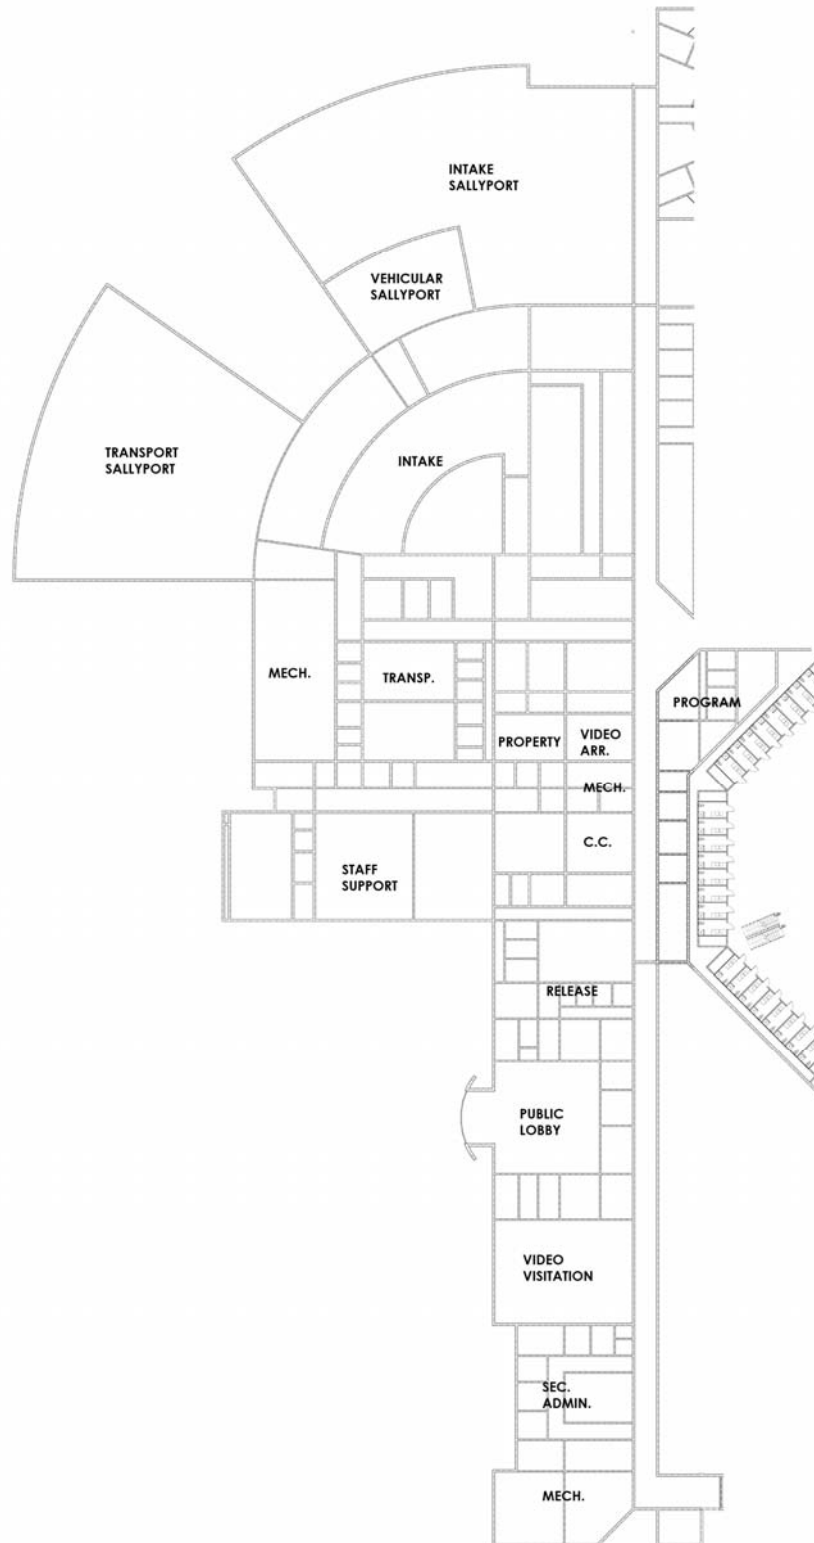 INTAKE
SALLYPORT
VEHICULAR
SALLYPORT
TRANSPORT
SALLYPORT
INTAKE
MECH.
TRANSP.
PROGRAM
PROPERTY
VIDEO
ARR.
MECH.
C.C.
STAFF
SUPPORT
RELEASE
PUBLIC
LOBBY
VIDEO
VISITATION
SEC.
ADMIN.
MECH.